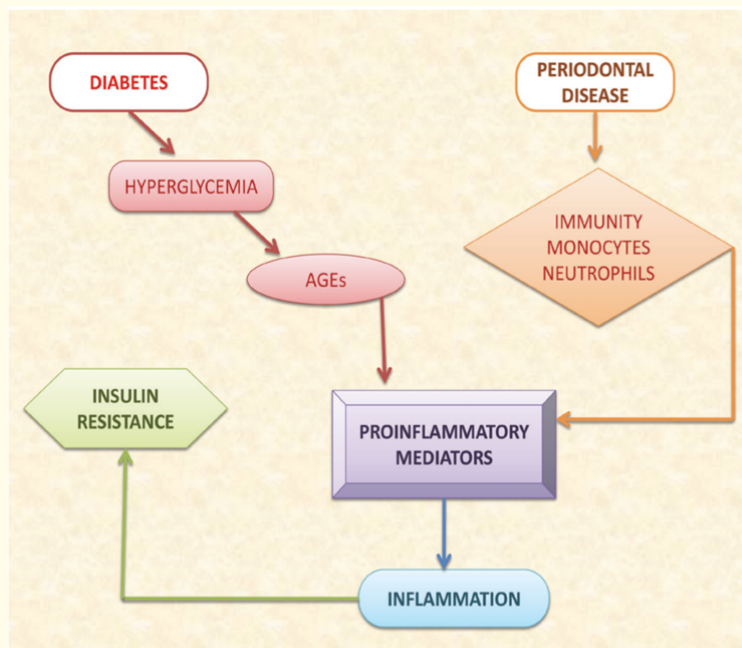 DIABETES
PERIODONTAL
DISEASE
HYPERGLYCEMIA
IMMUNITY
MONOCYTES
NEUTROPHILS
AGEs
INSULIN
RESISTANCE
PROINFLAMMATORY
MEDIATORS
INFLAMMATION